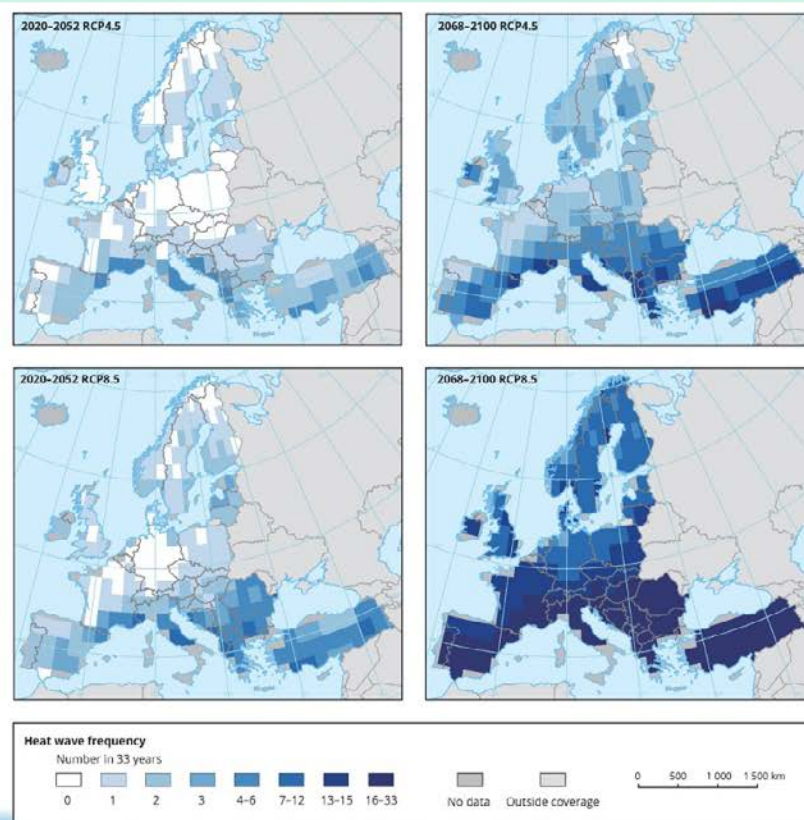 2020–2052 RCP4.5
2068–2100 RCP4.5
2020–2052 RCP8.5
2068–2100 RCP8.5
Heat wave frequency
Number in 33 years
0
1
2
3
4–6
7–12
13–15
16–33
No data
Outside coverage
0 500 1 000 1 500 km